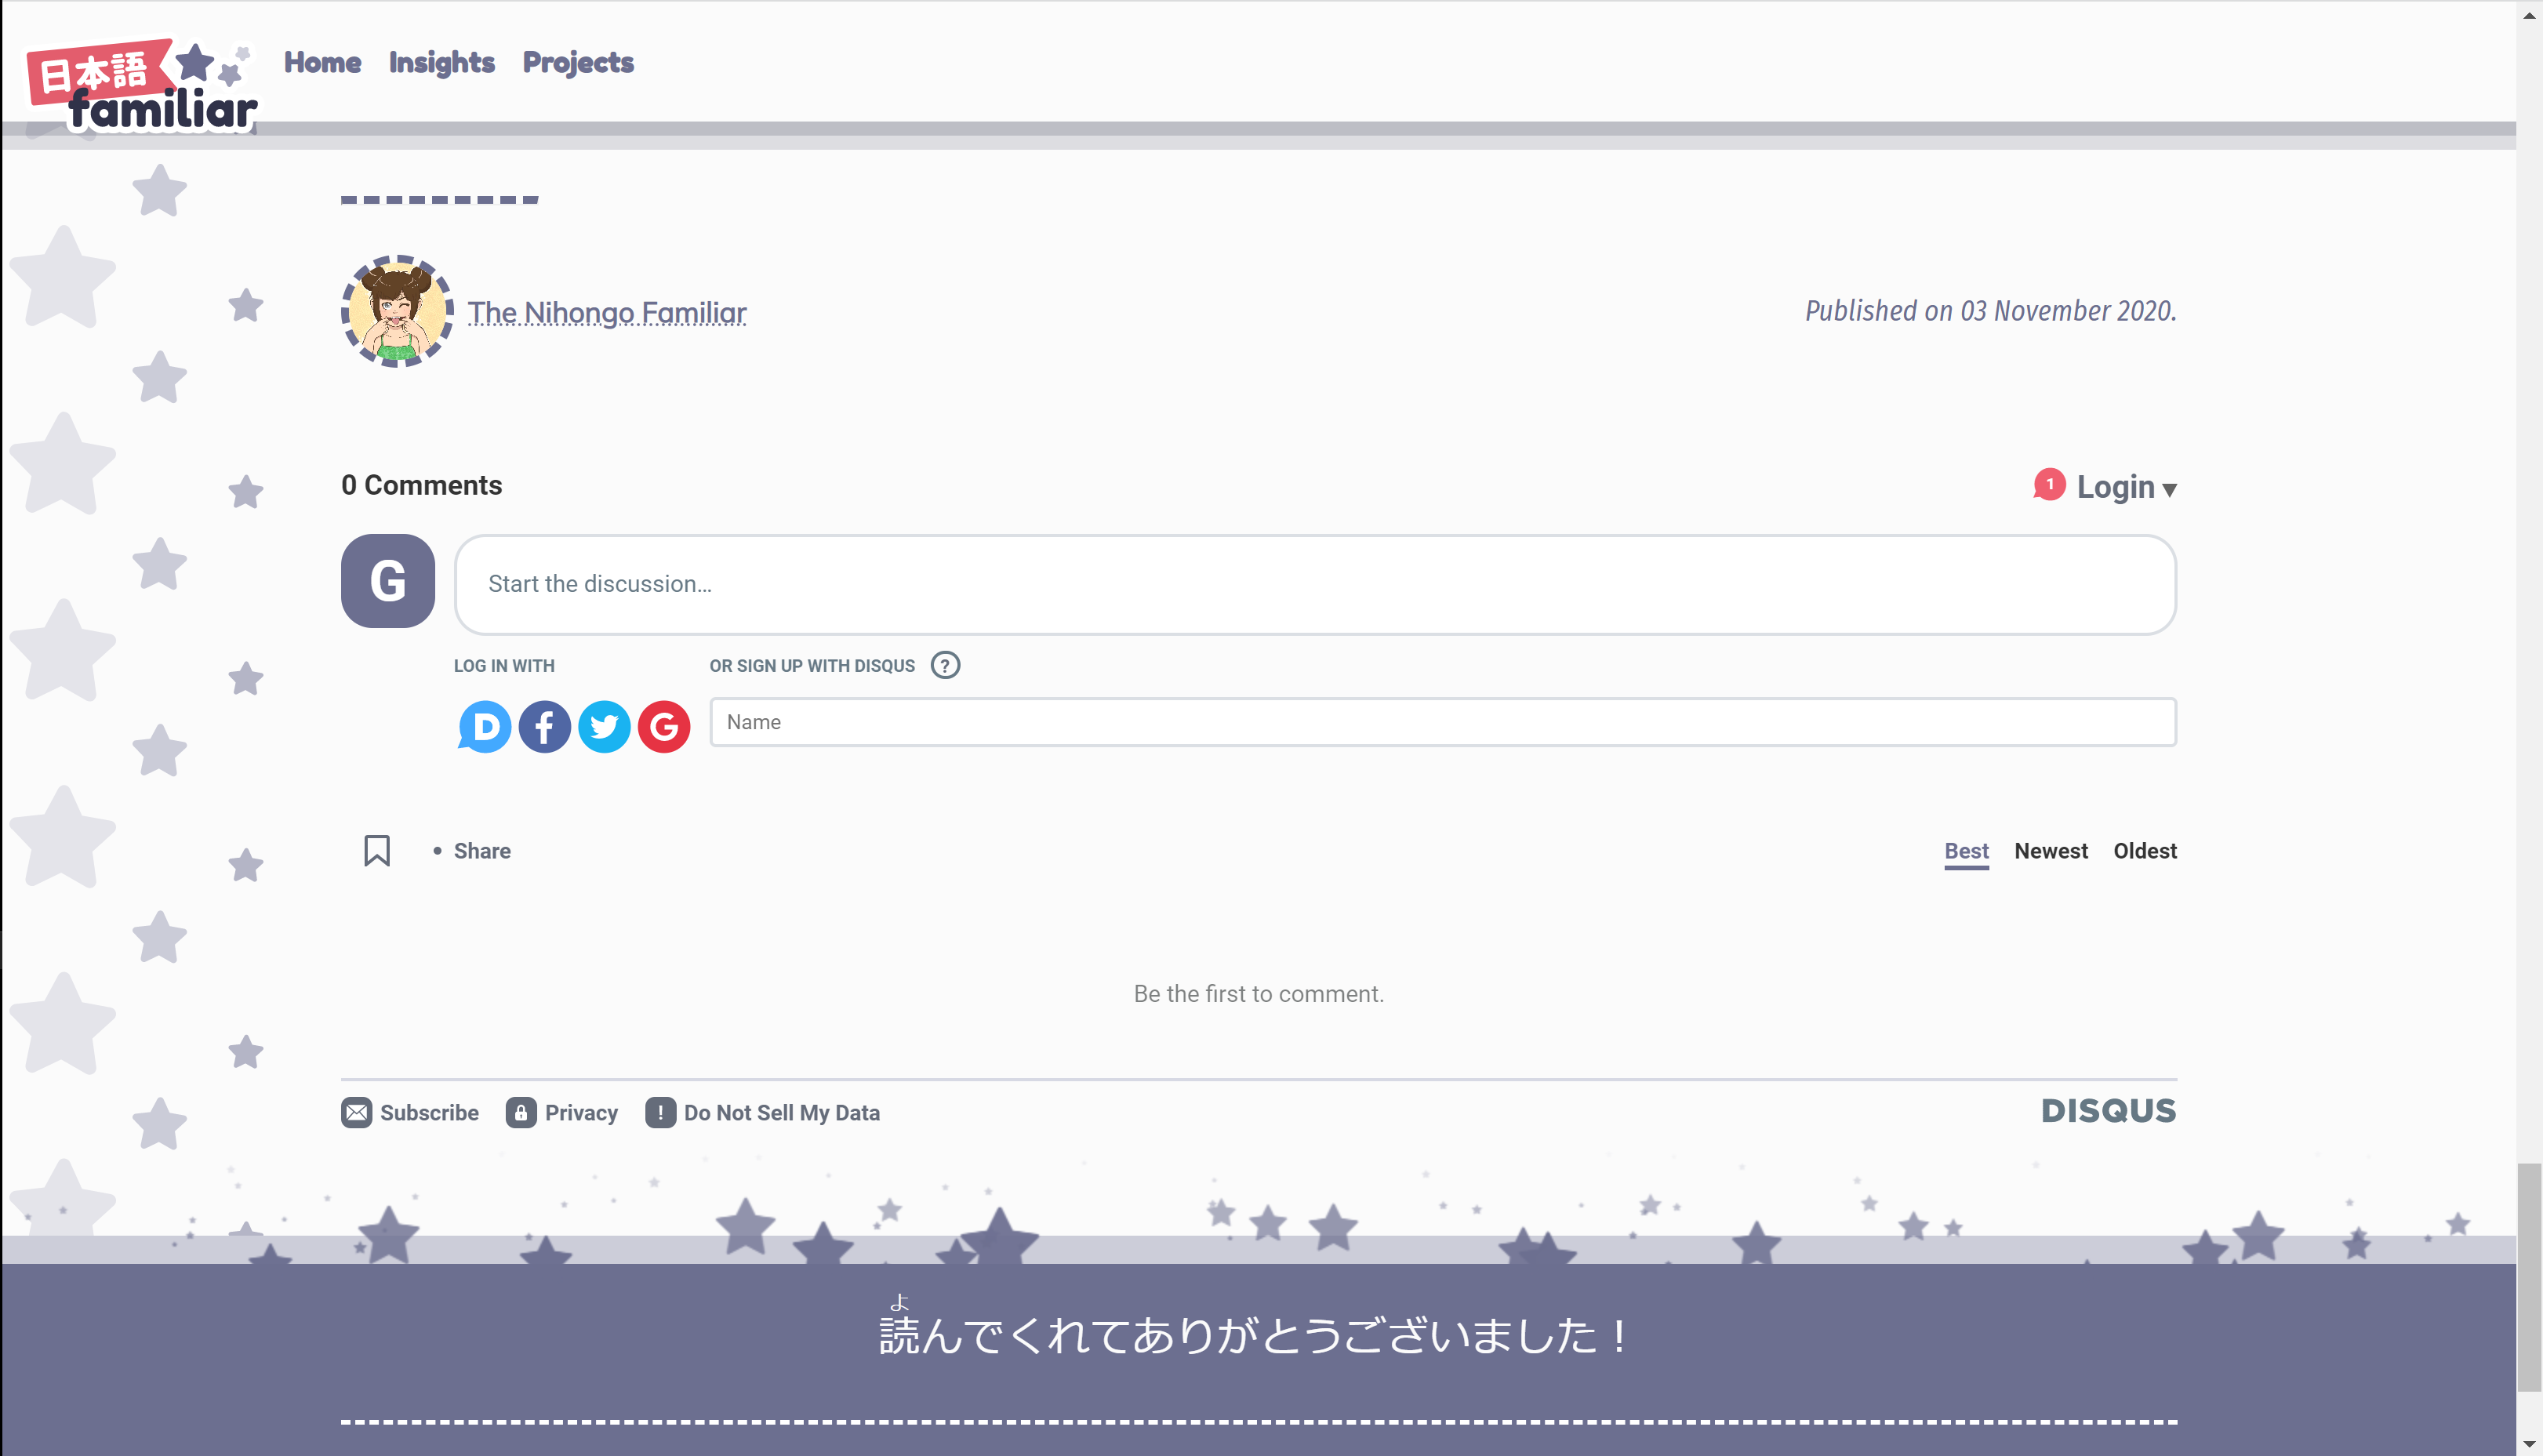 日本語
familiar
Home Insights Projects
The Nihongo Familiar
Published on 03 November 2020.
0 Comments
1 Login
G
Start the discussion...
LOG IN WITH
OR SIGN UP WITH DISQUS ?
D f G
Name
• Share
Best Newest Oldest
Be the first to comment.
Subscribe Privacy ! Do Not Sell My Data
DISQUS
よ
読んでくれてありがとうございました！